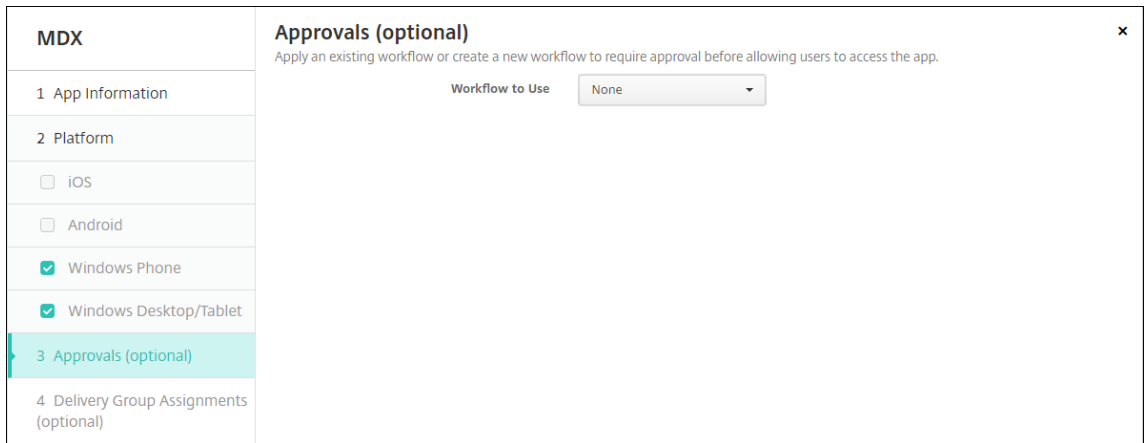 MDX
1 App Information
2 Platform
iOS
Android
Windows Phone
Windows Desktop/Tablet
3 Approvals (optional)
4 Delivery Group Assignments
(optional)
Approvals (optional)
Apply an existing workflow or create a new workflow to require approval before allowing users to access the app.
Workflow to Use None